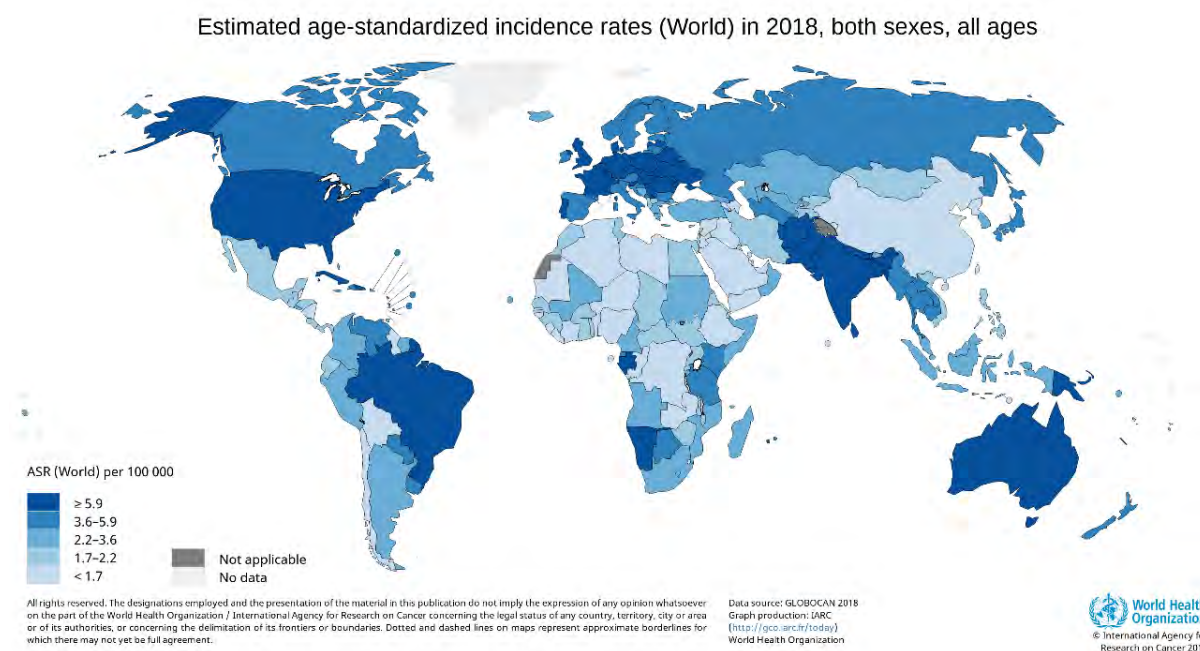 Estimated age-standardized incidence rates (World) in 2018, both sexes, all ages
ASR (World) per 100 000
≥ 5.9
3.6–5.9
2.2–3.6
1.7–2.2
< 1.7
Not applicable
No data
All rights reserved. The designations employed and the presentation of the material in this publication do not imply the expression of any opinion whatsoever
on the part of the World Health Organization / International Agency for Research on Cancer concerning the legal status of any country, territory, city or area
or of its authorities, or concerning the delimitation of its frontiers or boundaries. Dotted and dashed lines on maps represent approximate borderlines for
which there may not yet be full agreement.
Data source: GLOBOCAN 2018
Graph production: IARC
(http://gco.iarc.fr/today)
World Health Organization
World Healt
Organizatio
© International Agency f
Research on Cancer 201